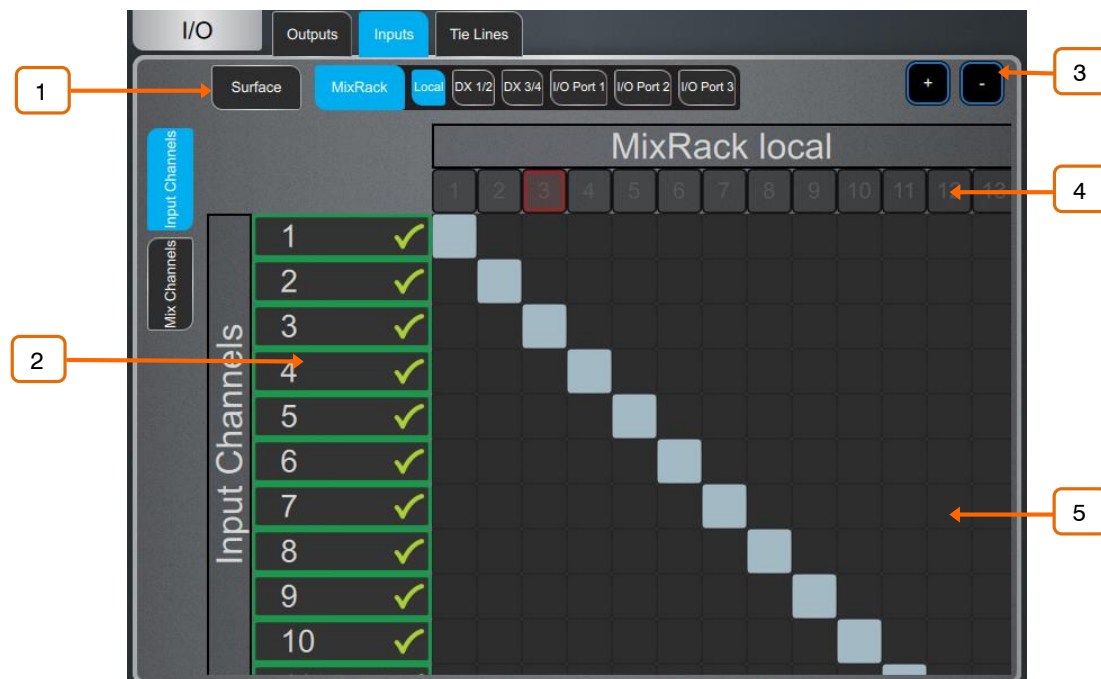 I/O Outputs Inputs Tie Lines
1 Surface MixRack Local DX 1/2 DX 3/4 I/O Port 1 I/O Port 2 I/O Port 3 + - 3
Input Channels
Mix Channels
MixRack local
1 2 3 4 5 6 7 8 9 10 11 12 13 4
Input Channels
1
2
3
2
4
5
6
7
5
8
9
10